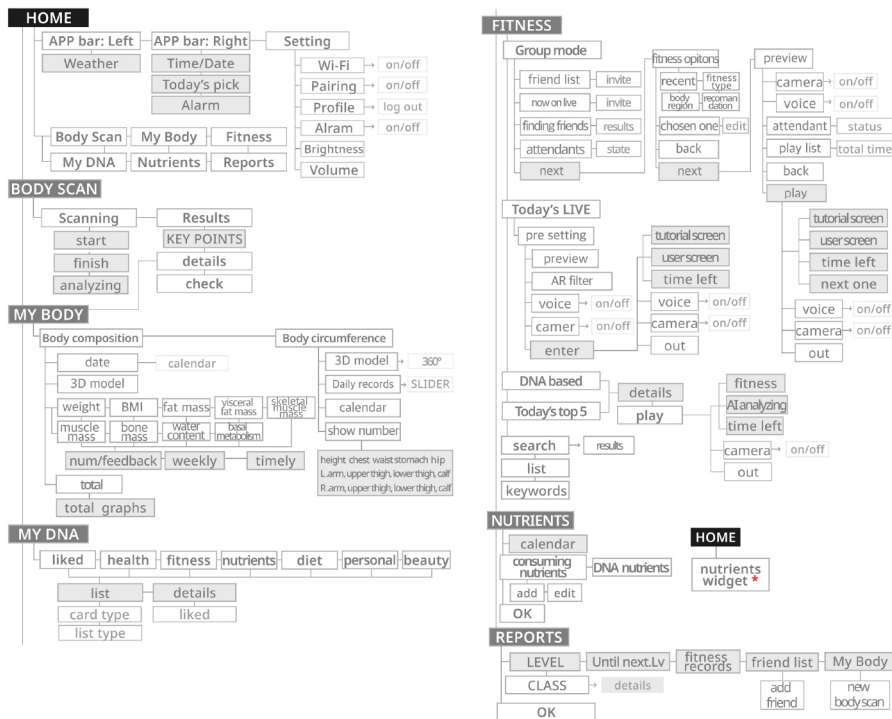 HOME
APP bar: Left
APP bar: Right
Setting
Weather
Time/Date
Today's pick
Alarm
Wi-Fi
on/off
Pairing
on/off
Profile
log out
Alram
on/off
Brightness
Volume
Body Scan
My Body
Fitness
My DNA
Nutrients
Reports
BODY SCAN
Scanning
Results
start
KEY POINTS
finish
details
analyzing
check
MY BODY
Body composition
Body circumference
date
calendar
3D model
3D model
360º
Daily records
SLIDER
calendar
show number
weight
BMI
fat mass
visceral
fat mass
skeletal
muscle
mass
muscle
mass
bone
mass
water
content
basal
metabolism
num/feedback
weekly
timely
height chest waist stomach hip
L.arm, upper thigh, lower thigh, calf
R.arm, upper thigh, lower thigh, calf
total
total graphs
MY DNA
liked
health
fitness
nutrients
diet
personal
beauty
list
details
card type
liked
list type
FITNESS
Group mode
friend list
invite
now on live
invite
finding friends
results
attendants
state
next
fitness opitons
recent
fitness
type
body
region
recoman
dation
chosen one
edit
back
next
preview
camera
on/off
voice
on/off
attendant
status
play list
total time
back
play
tutorial screen
user screen
time left
next one
voice
on/off
camera
on/off
out
Today's LIVE
pre setting
preview
AR filter
voice
on/off
camer
on/off
enter
tutorial screen
user screen
time left
voice
on/off
camera
on/off
out
DNA based
Today's top 5
details
play
fitness
AI analyzing
time left
camera
on/off
out
search
results
list
keywords
NUTRIENTS
calendar
consuming
nutrients
DNA nutrients
add
edit
OK
HOME
nutrients
widget *
REPORTS
LEVEL
Until next.Lv
fitness
records
friend list
My Body
CLASS
details
add
friend
new
body scan
OK